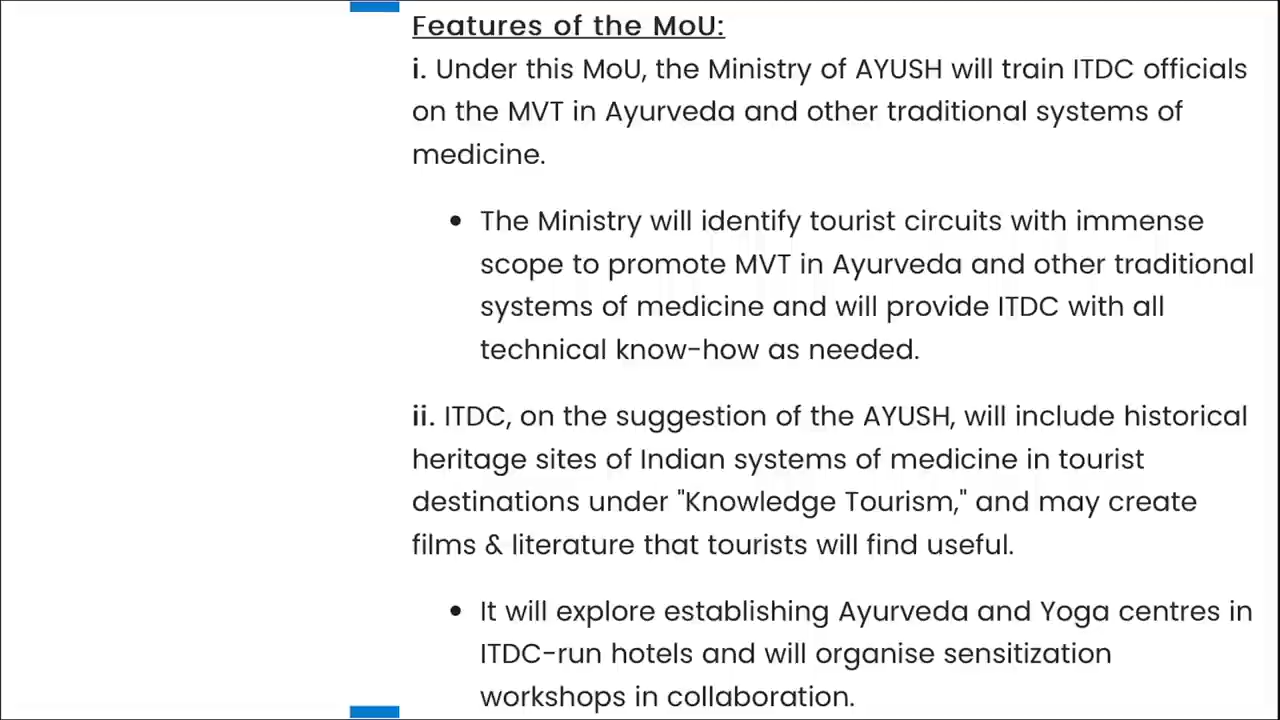 Features of the MoU:
i. Under this MoU, the Ministry of AYUSH will train ITDC officials
on the MVT in Ayurveda and other traditional systems of
medicine.
• The Ministry will identify tourist circuits with immense
scope to promote MVT in Ayurveda and other traditional
systems of medicine and will provide ITDC with all
technical know-how as needed.
ii. ITDC, on the suggestion of the AYUSH, will include historical
heritage sites of Indian systems of medicine in tourist
destinations under "Knowledge Tourism," and may create
films & literature that tourists will find useful.
• It will explore establishing Ayurveda and Yoga centres in
ITDC-run hotels and will organise sensitization
workshops in collaboration.